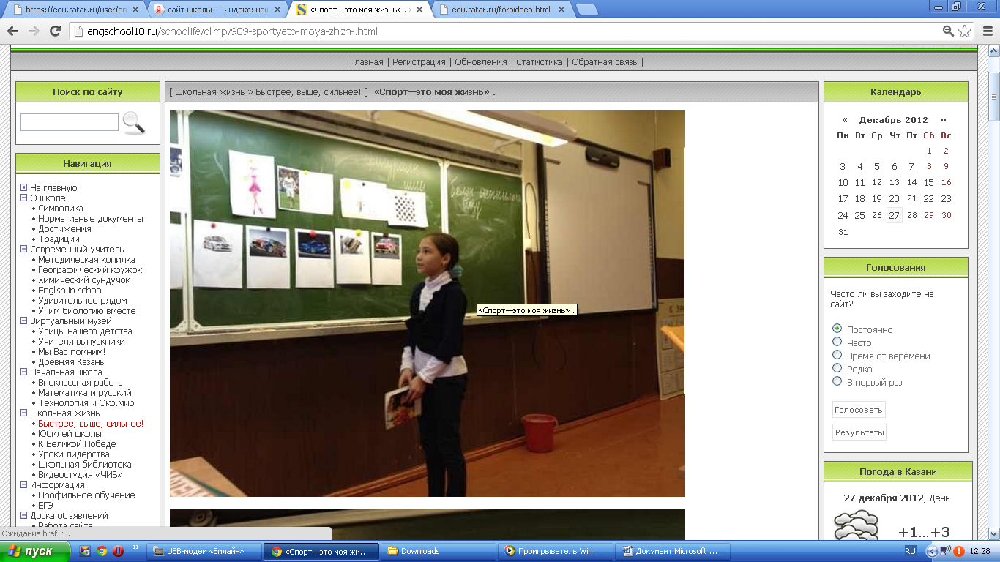 https://edu.tatar.ru/user/an
сайт школы — Яндекс: наш
«Спорт—это моя жизнь» .
edu.tatar.ru/forbidden.html
engschool18.ru/schoollife/olimp/989-sportyeto-moya-zhizn-.html
| Главная | Регистрация | Обновления | Статистика | Обратная связь |
Поиск по сайту
Навигация
На главную
О школе
• Символика
• Нормативные документы
• Достижения
• Традиции
Современный учитель
• Методическая копилка
• Географический кружок
• Химический сундучок
• English in school
• Удивительное рядом
• Учим биологию вместе
Виртуальный музей
• Улицы нашего детства
• Учителя-выпускники
• Мы Вас помним!
• Древняя Казань
Начальная школа
• Внеклассная работа
• Математика и русский
• Технология и Окр.мир
Школьная жизнь
• Быстрее, выше, сильнее!
• Юбилей школы
• К Великой Победе
• Уроки лидерства
• Школьная библиотека
• Видеостудия «ЧИБ»
Информация
• Профильное обучение
• ЕГЭ
Доска объявлений
• Работа сайта
[ Школьная жизнь » Быстрее, выше, сильнее! ] «Спорт—это моя жизнь» .
«Спорт—это моя жизнь» .
Календарь
« Декабрь 2012 »
Пн Вт Ср Чт Пт Сб Вс
1 2
3 4 5 6 7 8 9
10 11 12 13 14 15 16
17 18 19 20 21 22 23
24 25 26 27 28 29 30
31
Голосования
Часто ли вы заходите на
сайт?
Постоянно
Часто
Время от веремени
Редко
В первый раз
Голосовать
Результаты
Погода в Казани
27 декабря 2012, День
+1...+3
Ожидание href.ru...
пуск
»
USB-модем «Билайн»
«Спорт—это моя жи...
Downloads
Проигрыватель Win...
Документ Microsoft ...
RU
12:28